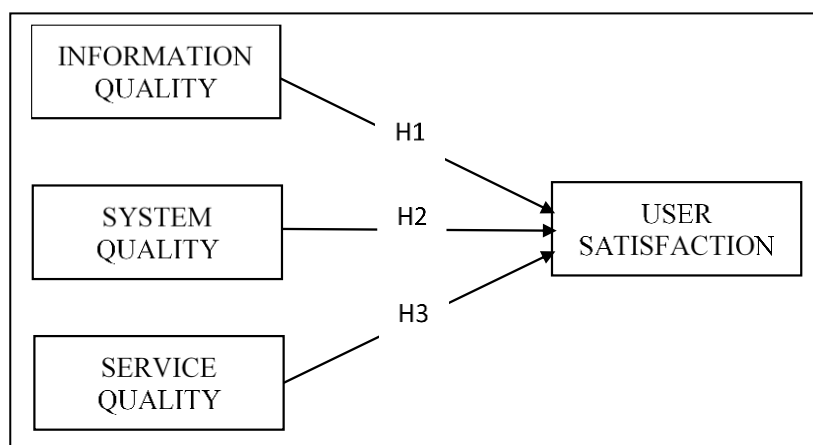 INFORMATION
QUALITY
H1
SYSTEM
QUALITY
H2
USER
SATISFACTION
H3
SERVICE
QUALITY